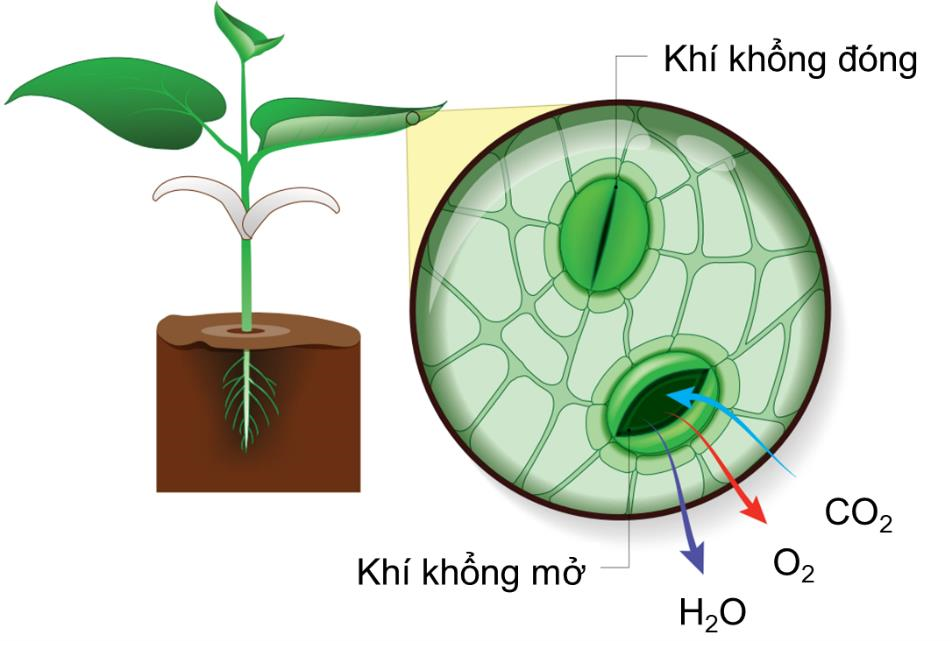 Khí khổng đóng
CO₂
O₂
Khí khổng mở
H₂O